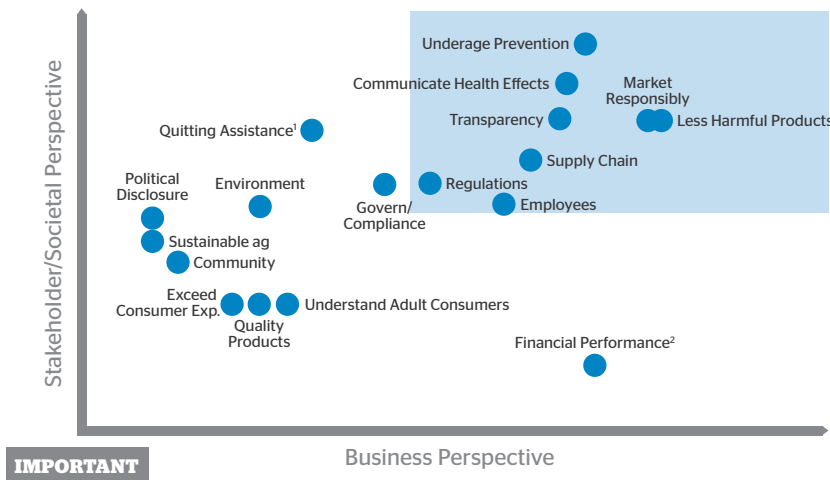 Stakeholder/Societal Perspective
Underage Prevention
Communicate Health Effects
Market
Responsibly
Transparency
Less Harmful Products
Quitting Assistance¹
Supply Chain
Political
Disclosure
Environment
Regulations
Govern/
Compliance
Employees
Sustainable ag
Community
Exceed
Consumer Exp.
Quality
Products
Understand Adult Consumers
Financial Performance²
IMPORTANT
Business Perspective